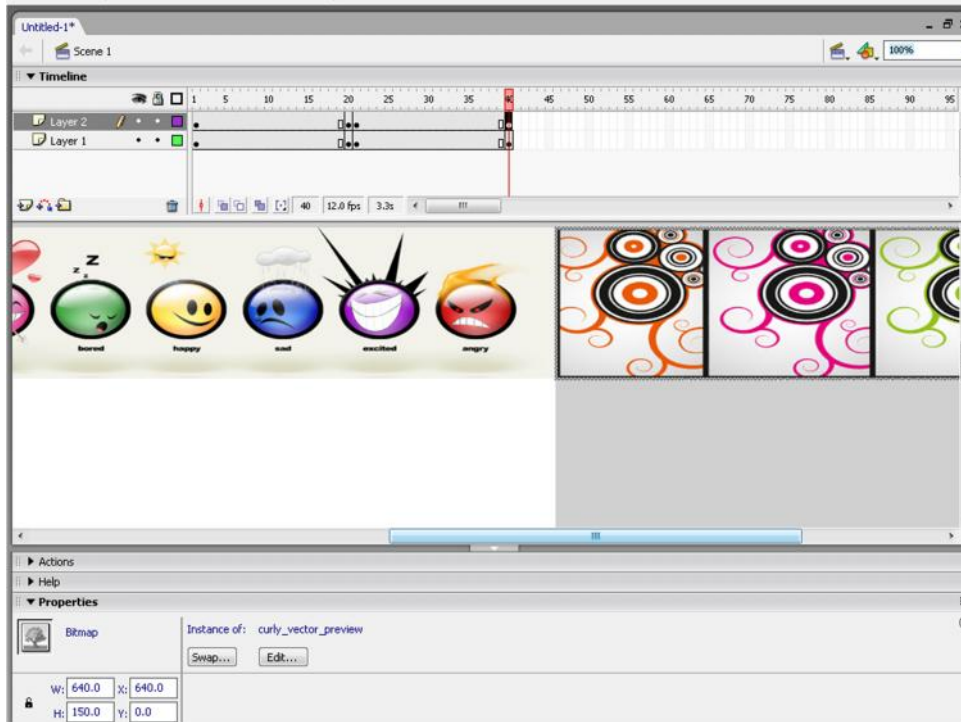 Untitled-1*
Scene 1
100%
Timeline
1 5 10 15 20 25 30 35 40 45 50 55 60 65 70 75 80 85 90 95
Layer 2
Layer 1
40 12.0 fps 3.3s
z z Z
bored happy sad excited angry
Actions
Help
Properties
Bitmap
Instance of: curly_vector_preview
Swap... Edit...
W: 640.0 X: 640.0
H: 150.0 Y: 0.0